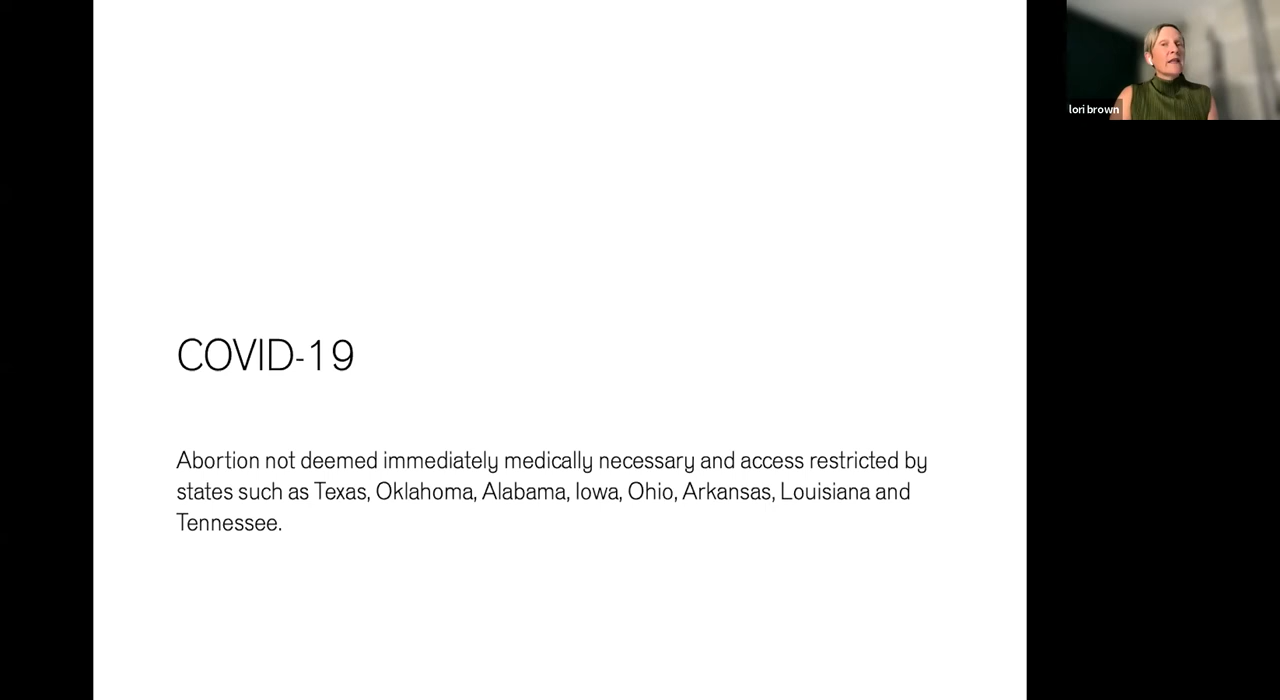 lori brown
COVID-19
Abortion not deemed immediately medically necessary and access restricted by
states such as Texas, Oklahoma, Alabama, Iowa, Ohio, Arkansas, Louisiana and
Tennessee.